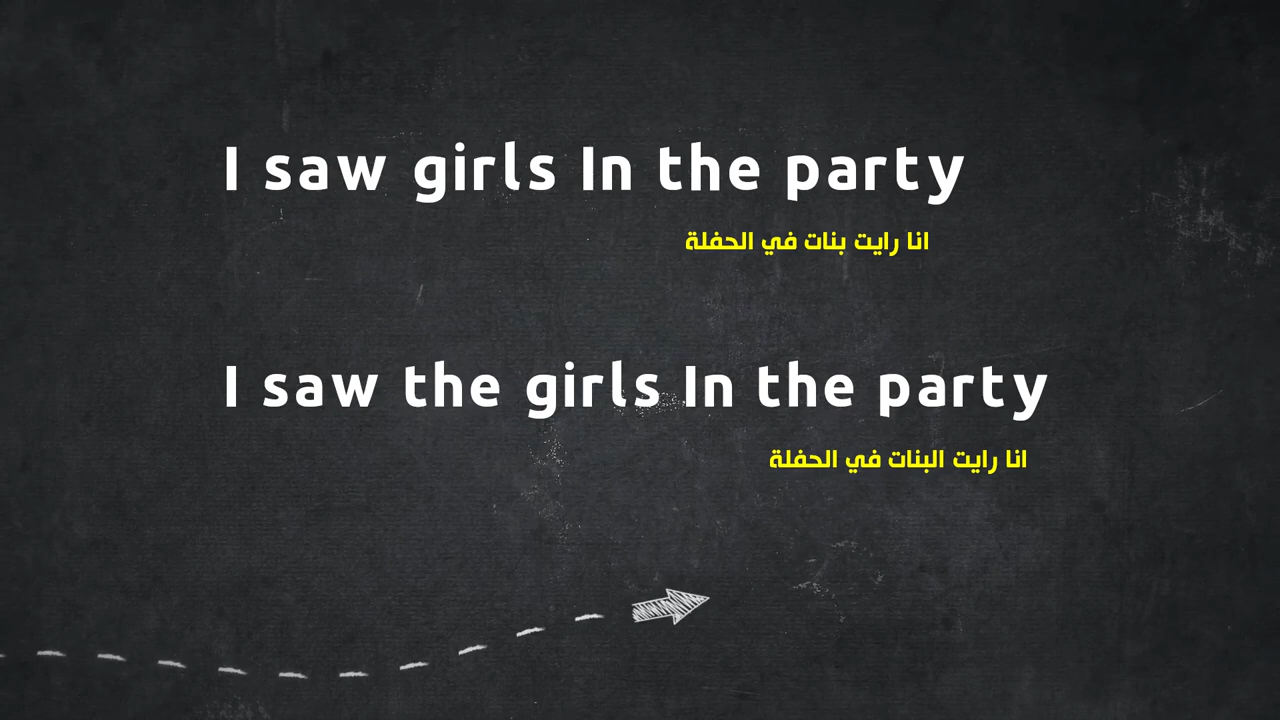 I saw girls In the party
انا رايت بنات في الحفلة
I saw the girls In the party
انا رايت البنات في الحفلة